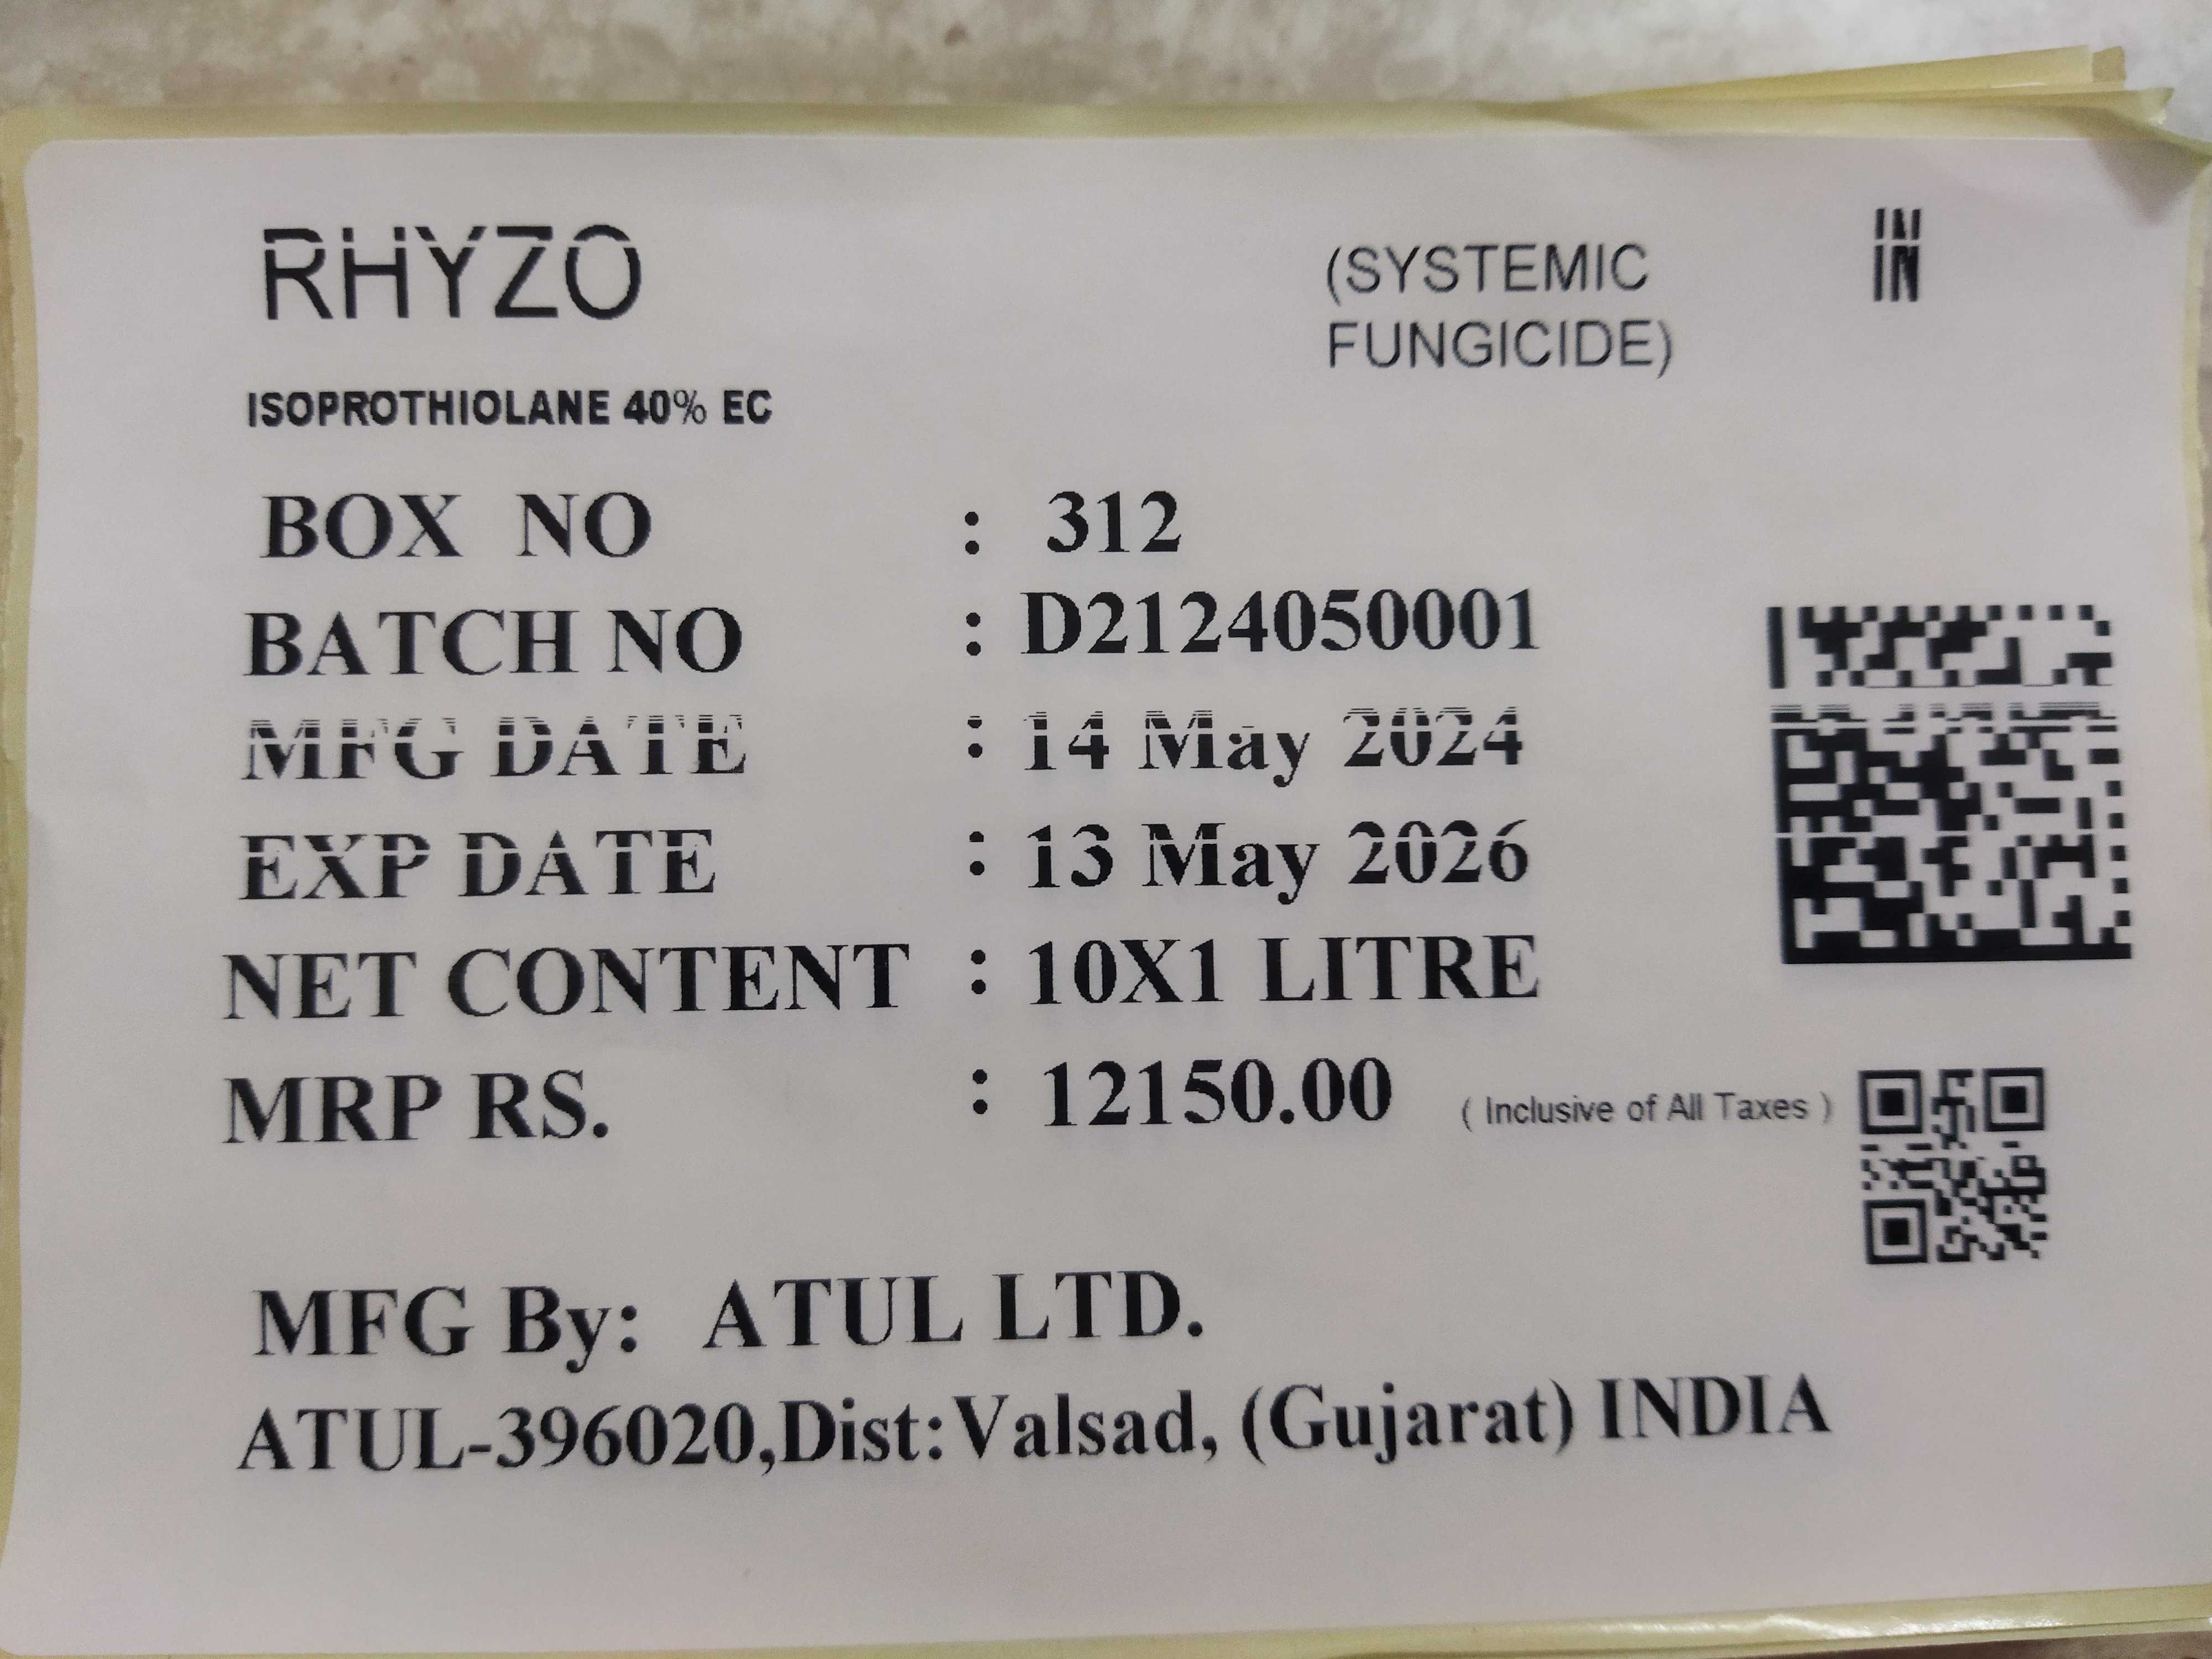 RHYZO
(SYSTEMIC
FUNGICIDE)
IN
ISOPROTHIOLANE 40% EC
BOX NO : 312
BATCH NO : D2124050001
MFG DATE : 14 May 2024
EXP DATE : 13 May 2026
NET CONTENT : 10X1 LITRE
MRP RS. : 12150.00 ( Inclusive of All Taxes )
MFG By: ATUL LTD.
ATUL-396020,Dist:Valsad, (Gujarat) INDIA